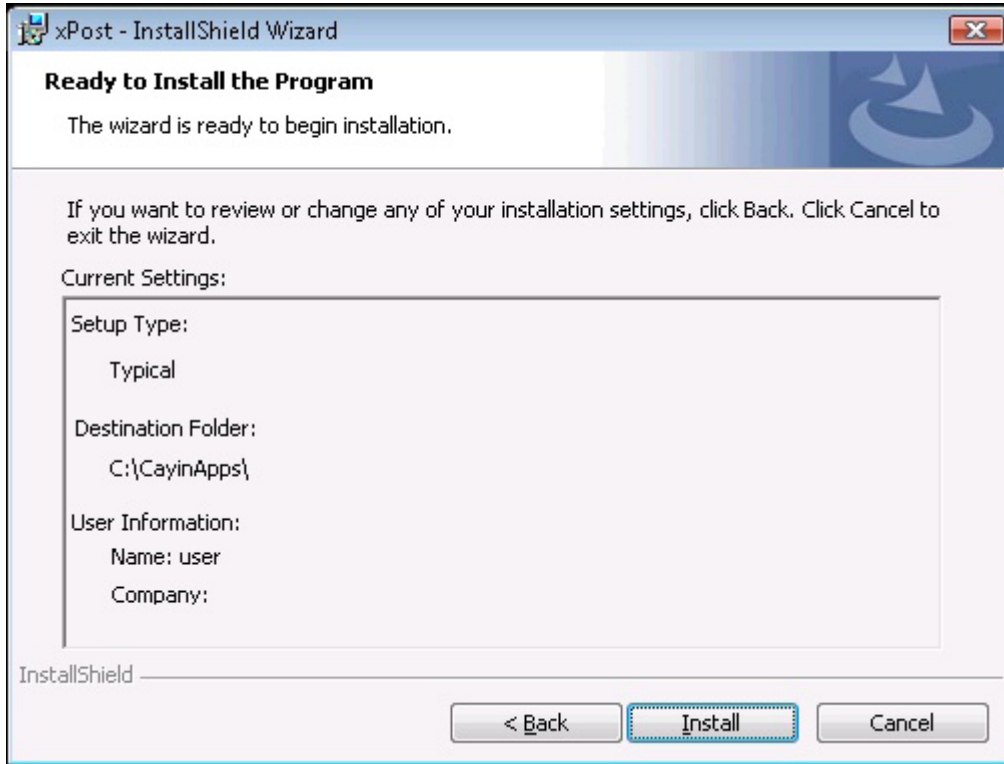 xPost - InstallShield Wizard
Ready to Install the Program
The wizard is ready to begin installation.
If you want to review or change any of your installation settings, click Back. Click Cancel to
exit the wizard.
Current Settings:
Setup Type:
Typical
Destination Folder:
C:\CayinApps\
User Information:
Name: user
Company:
InstallShield
< Back
Install
Cancel